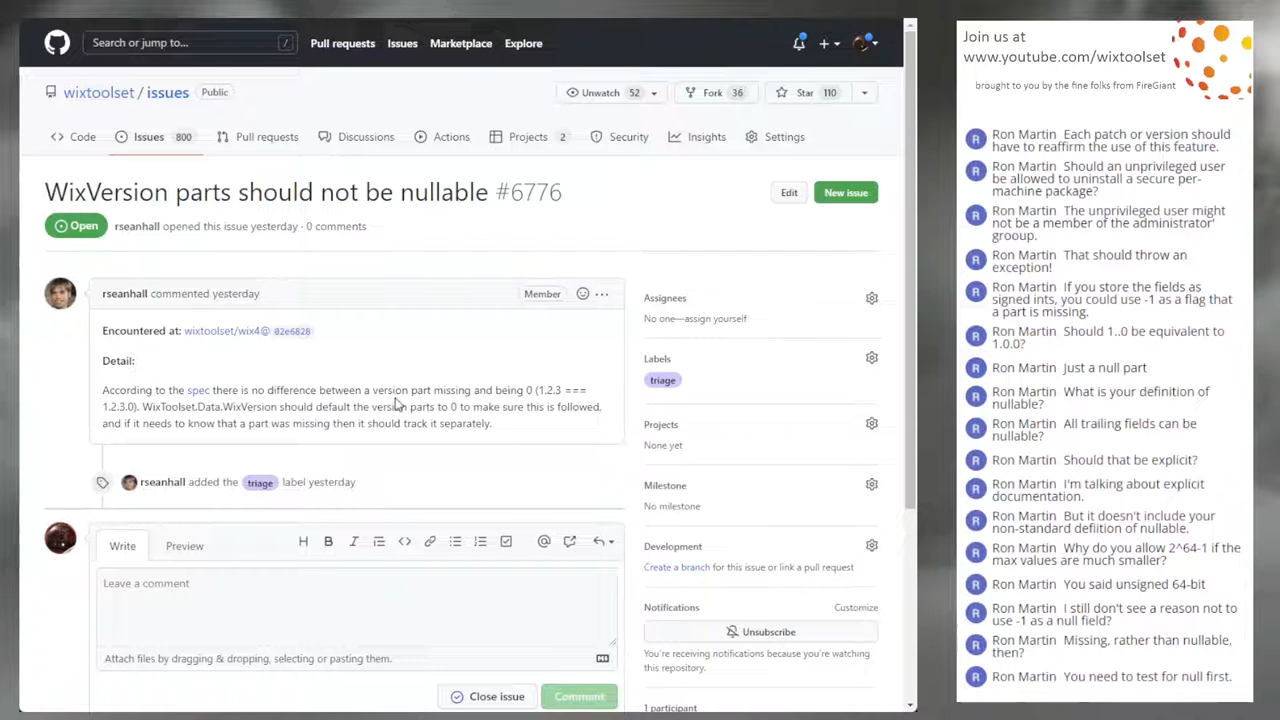 Search or jump to...
/
Pull requests
Issues
Marketplace
Explore
wixtoolset / issues
Public
Unwatch 52
Fork 36
Star 110
Code
Issues 800
Pull requests
Discussions
Actions
Projects 2
Security
Insights
Settings
WixVersion parts should not be nullable #6776
Edit
New issue
Open
rseanhall opened this issue yesterday · 0 comments
rseanhall commented yesterday
Member
Encountered at: wixtoolset/wix4@ 02e6828
Detail:
According to the spec there is no difference between a version part missing and being 0 (1.2.3 ===
1.2.3.0). WixToolset.Data.WixVersion should default the version parts to 0 to make sure this is followed,
and if it needs to know that a part was missing then it should track it separately.
rseanhall added the triage label yesterday
Write
Preview
H B I
Leave a comment
Attach files by dragging & dropping, selecting or pasting them.
Close issue
Comment
Assignees
No one—assign yourself
Labels
triage
Projects
None yet
Milestone
No milestone
Development
Create a branch for this issue or link a pull request
Notifications
Customize
Unsubscribe
You're receiving notifications because you're watching
this repository.
1 participant
Join us at
www.youtube.com/wixtoolset
brought to you by the fine folks from FireGiant
R Ron Martin Each patch or version should
have to reaffirm the use of this feature.
R Ron Martin Should an unprivileged user
be allowed to uninstall a secure per-
machine package?
R Ron Martin The unprivileged user might
not be a member of the administrator'
grooup.
R Ron Martin That should throw an
exception!
R Ron Martin If you store the fields as
signed ints, you could use -1 as a flag that
a part is missing.
R Ron Martin Should 1..0 be equivalent to
1.0.0?
R Ron Martin Just a null part
R Ron Martin What is your definition of
nullable?
R Ron Martin All trailing fields can be
nullable?
R Ron Martin Should that be explicit?
R Ron Martin I'm talking about explicit
documentation.
R Ron Martin But it doesn't include your
non-standard defiition of nullable.
R Ron Martin Why do you allow 2^64-1 if the
max values are much smaller?
R Ron Martin You said unsigned 64-bit
R Ron Martin I still don't see a reason not to
use -1 as a null field?
R Ron Martin Missing, rather than nullable,
then?
R Ron Martin You need to test for null first.